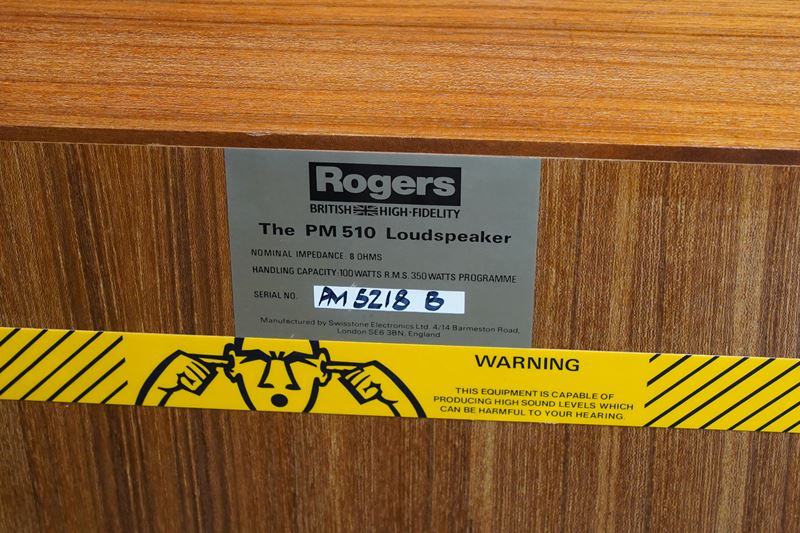 Rogers
BRITISH HIGH-FIDELITY
The PM 510 Loudspeaker
NOMINAL IMPEDANCE: 8 OHMS
HANDLING CAPACITY: 100 WATTS R.M.S. 350 WATTS PROGRAMME
SERIAL NO. PM 5218 B
Manufactured by Swisstone Electronics Ltd. 4/14 Barmeston Road,
London SE6 3BN, England
WARNING
THIS EQUIPMENT IS CAPABLE OF
PRODUCING HIGH SOUND LEVELS WHICH
CAN BE HARMFUL TO YOUR HEARING.